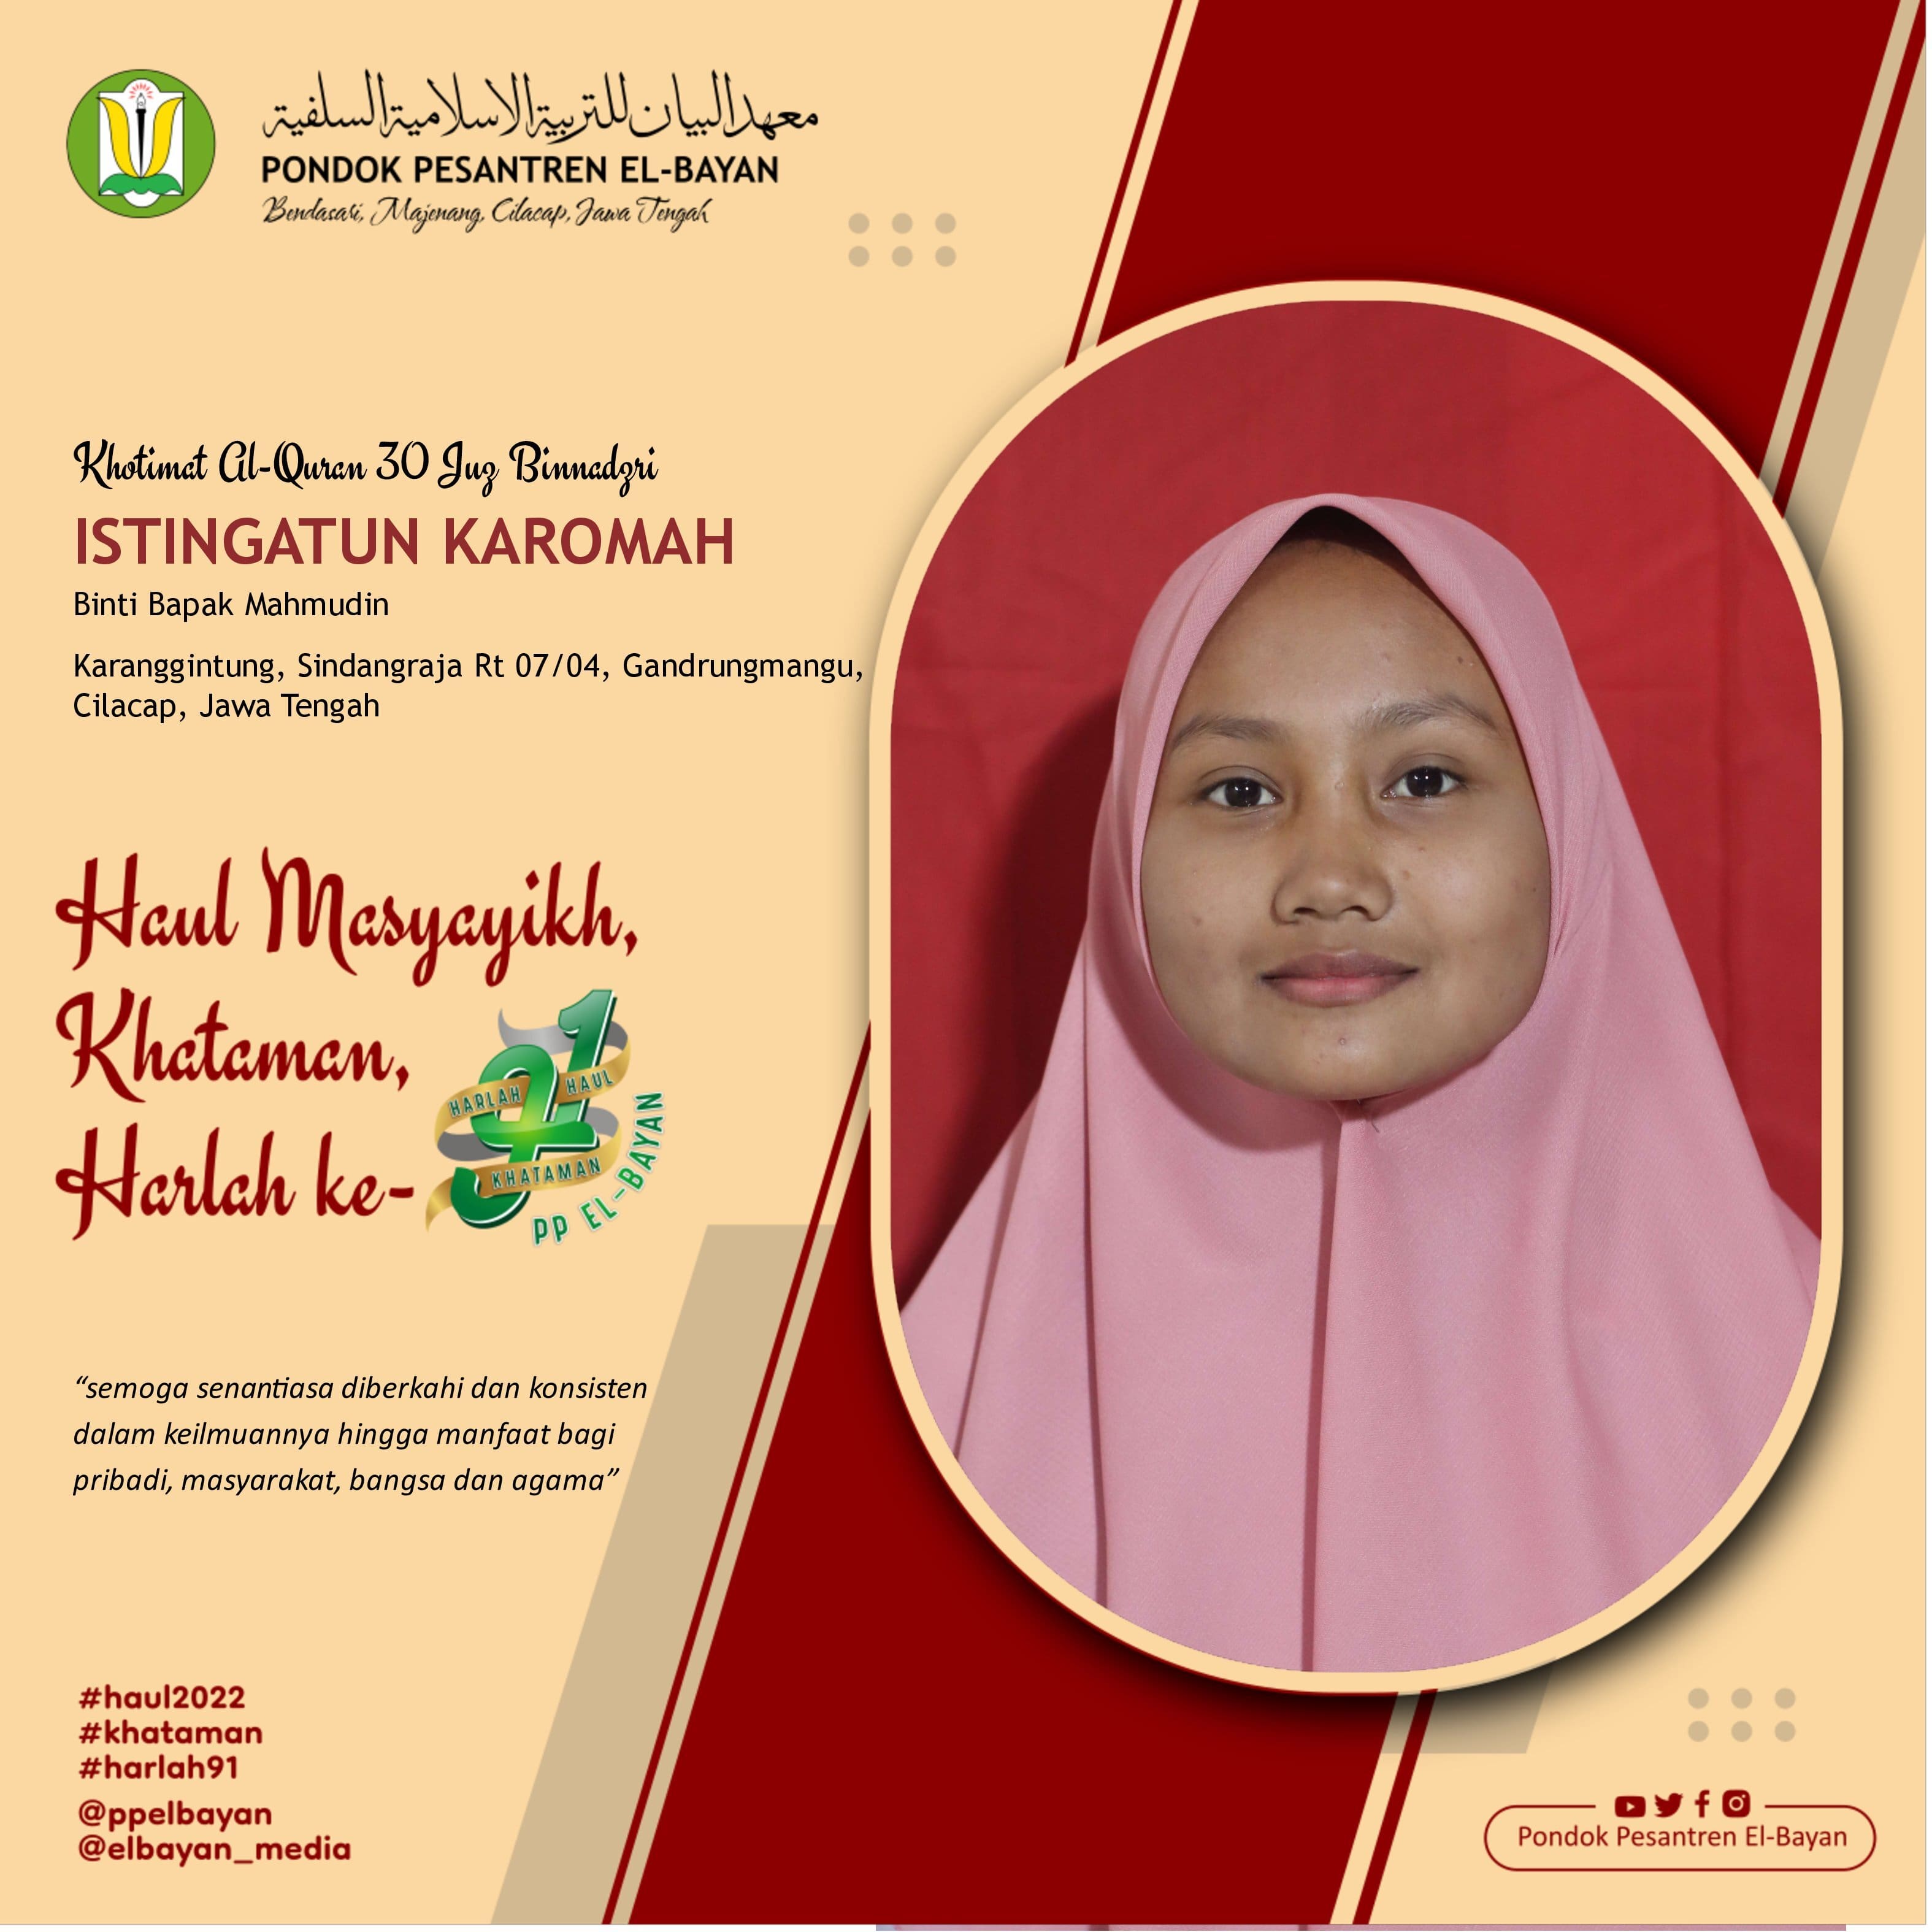 معهد البيان للتربية الاسلامية السلفية
PONDOK PESANTREN EL-BAYAN
Bendasari, Majenang, Cilacap, Jawa Tengah
Khotimat Al-Quran 30 Juz Binnadzri
ISTINGATUN KAROMAH
Binti Bapak Mahmudin
Karanggintung, Sindangraja Rt 07/04, Gandrungmangu,
Cilacap, Jawa Tengah
Haul Masyayikh,
Khataman,
Harlah ke-
91
HARLAH HAUL
KHATAMAN
PP EL-BAYAN
“semoga senantiasa diberkahi dan konsisten
dalam keilmuannya hingga manfaat bagi
pribadi, masyarakat, bangsa dan agama”
#haul2022
#khataman
#harlah91
@ppelbayan
@elbayan_media
Pondok Pesantren El-Bayan